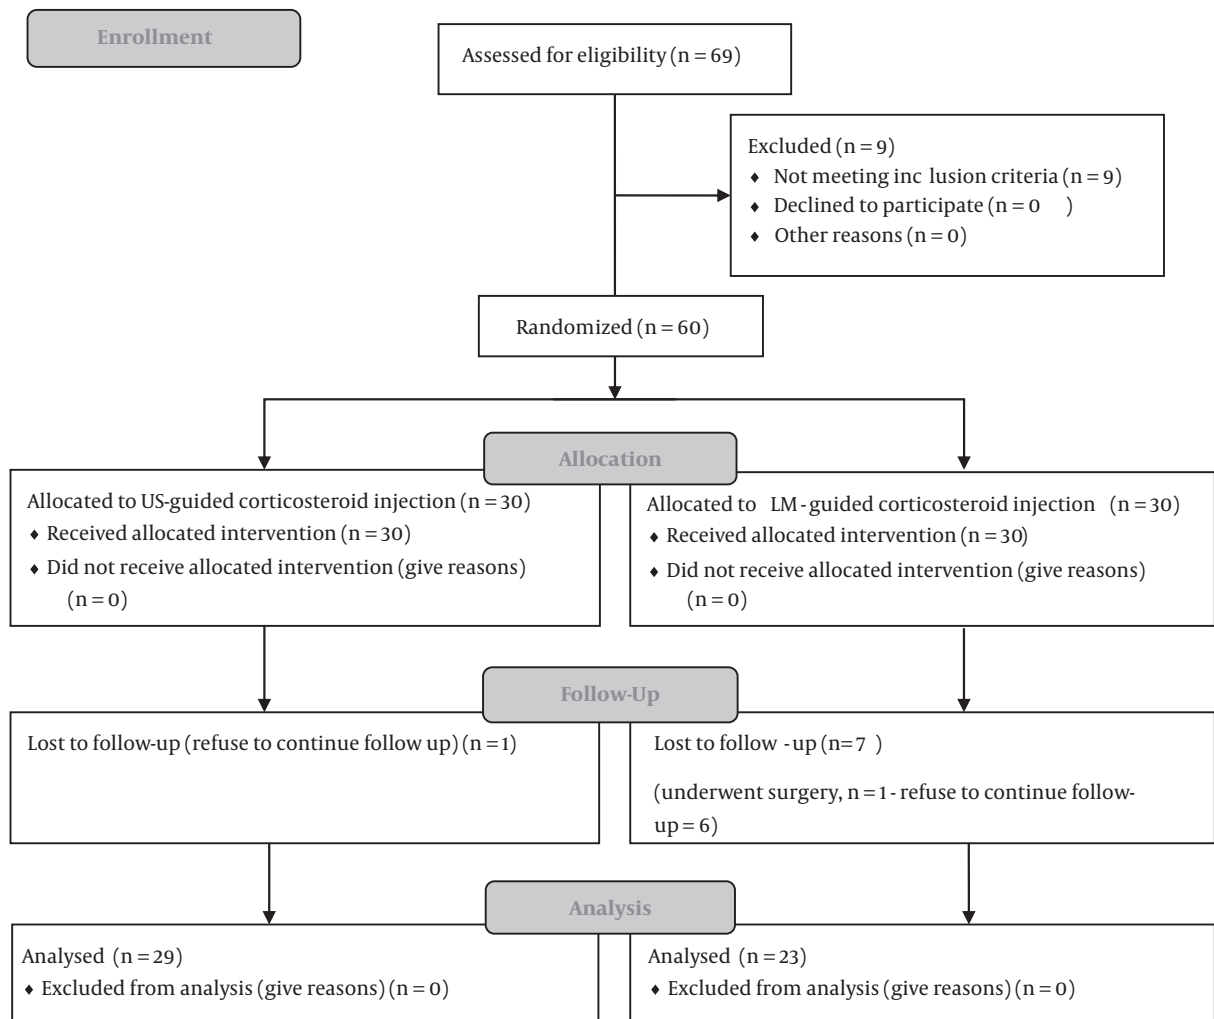 Enrollment
Assessed for eligibility (n = 69)
Excluded (n = 9)
♦ Not meeting inc lusion criteria (n = 9)
♦ Declined to participate (n = 0 )
♦ Other reasons (n = 0)
Randomized (n = 60)
Allocation
Allocated to US-guided corticosteroid injection (n = 30)
♦ Received allocated intervention (n = 30)
♦ Did not receive allocated intervention (give reasons)
(n = 0)
Allocated to LM - guided corticosteroid injection (n = 30)
♦ Received allocated intervention (n = 30)
♦ Did not receive allocated intervention (give reasons)
(n = 0)
Follow-Up
Lost to follow-up (refuse to continue follow up) (n = 1)
Lost to follow - up (n= 7 )
(underwent surgery, n = 1 - refuse to continue follow-
up = 6)
Analysis
Analysed (n = 29)
♦ Excluded from analysis (give reasons) (n = 0)
Analysed (n = 23)
♦ Excluded from analysis (give reasons) (n = 0)